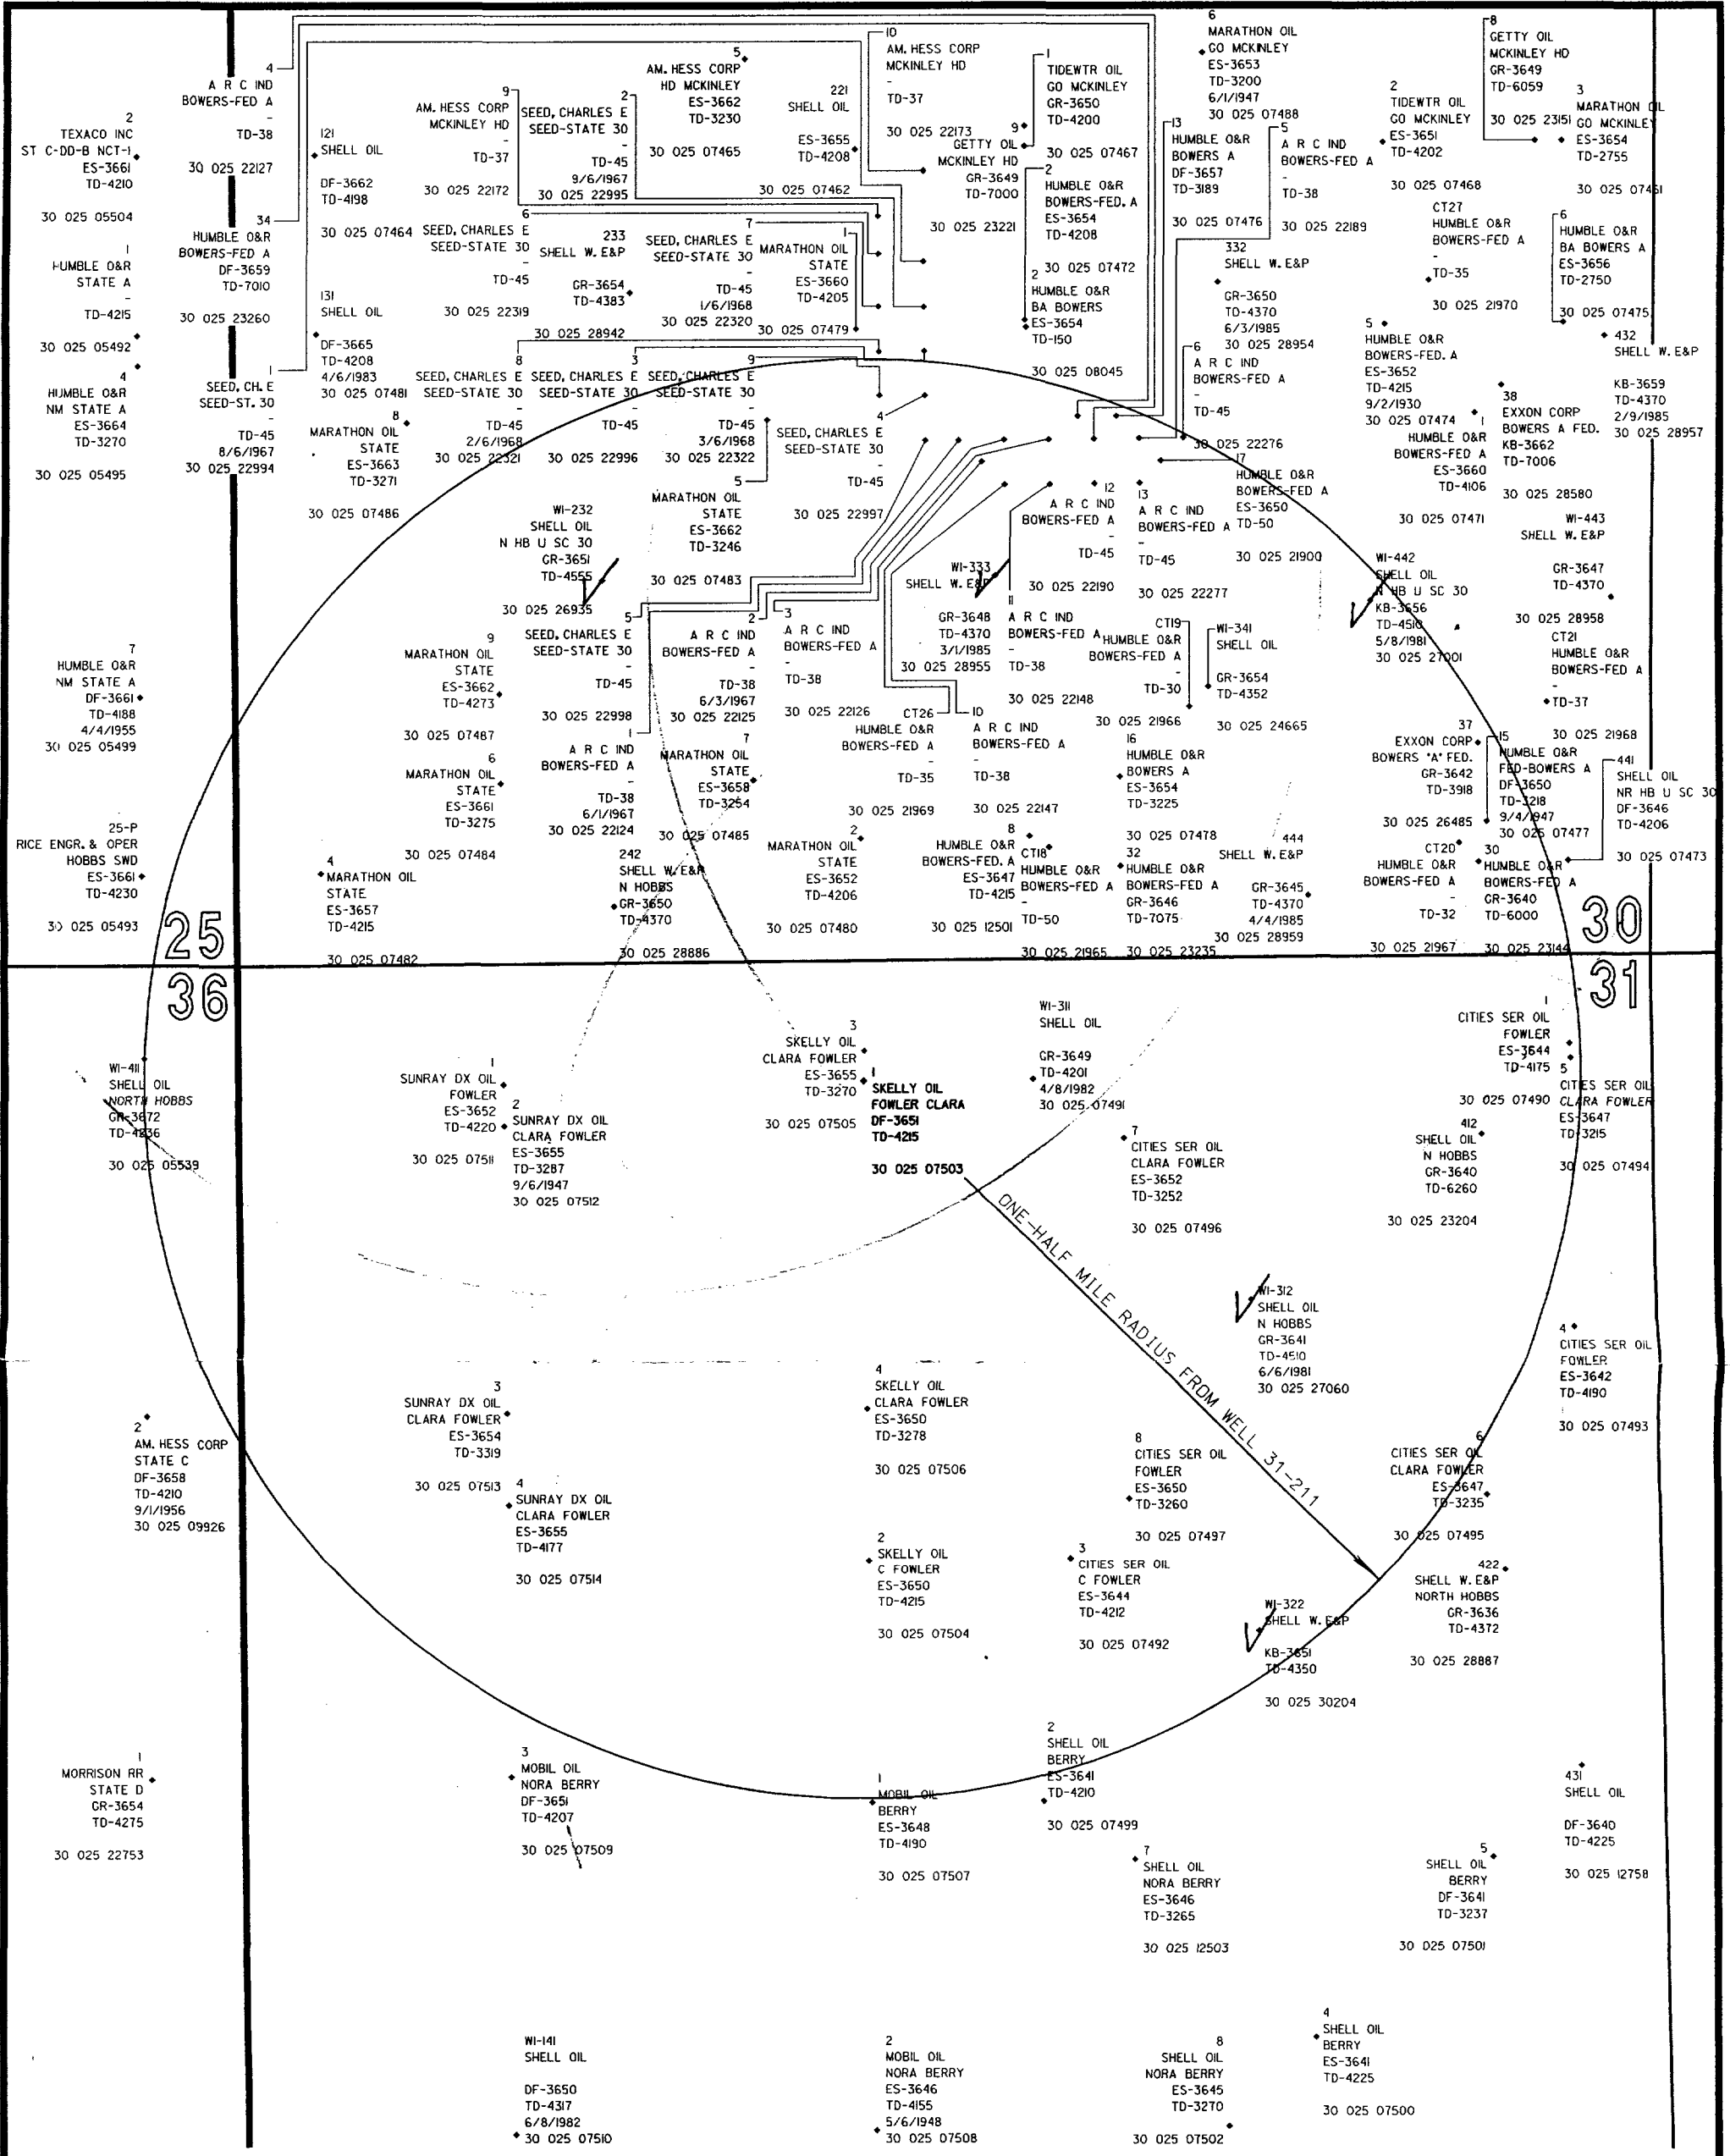 2
TEXACO INC
ST C-DD-B NCT-1
ES-3661
TD-4210
30 025 05504
4
A R C IND
BOWERS-FED A
-
TD-38
30 025 22127
121
SHELL OIL
DF-3662
TD-4198
30 025 07464
9
AM. HESS CORP
MCKINLEY HD
-
TD-37
30 025 22172
2
SEED, CHARLES E
SEED-STATE 30
-
TD-45
9/6/1967
30 025 22995
5
AM. HESS CORP
HD MCKINLEY
ES-3662
TD-3230
30 025 07465
221
SHELL OIL
ES-3655
TD-4208
30 025 07462
10
AM. HESS CORP
MCKINLEY HD
-
TD-37
30 025 22173
9
GETTY OIL
MCKINLEY HD
GR-3649
TD-7000
30 025 23221
1
TIDEWTR OIL
GO MCKINLEY
GR-3650
TD-4200
30 025 07467
2
HUMBLE O&R
BOWERS-FED. A
ES-3654
TD-4208
30 025 07472
2
HUMBLE O&R
BA BOWERS
ES-3654
TD-150
30 025 08045
6
MARATHON OIL
GO MCKINLEY
ES-3653
TD-3200
6/1/1947
30 025 07488
13
HUMBLE O&R
BOWERS A
DF-3657
TD-3189
30 025 07476
5
A R C IND
BOWERS-FED A
-
TD-38
30 025 22189
2
TIDEWTR OIL
GO MCKINLEY
ES-3651
TD-4202
30 025 07468
8
GETTY OIL
MCKINLEY HD
GR-3649
TD-6059
30 025 23151
3
MARATHON OIL
GO MCKINLEY
ES-3654
TD-2755
30 025 07461
1
HUMBLE O&R
STATE A
-
TD-4215
30 025 05492
34
HUMBLE O&R
BOWERS-FED A
DF-3659
TD-7010
30 025 23260
131
SHELL OIL
DF-3665
TD-4208
4/6/1983
30 025 07481
6
SEED, CHARLES E
SEED-STATE 30
-
TD-45
30 025 22319
233
SHELL W. E&P
GR-3654
TD-4383
30 025 28942
7
SEED, CHARLES E
SEED-STATE 30
-
TD-45
1/6/1968
30 025 22320
1
MARATHON OIL
STATE
ES-3660
TD-4205
30 025 07479
332
SHELL W. E&P
GR-3650
TD-4370
6/3/1985
30 025 28954
CT27
HUMBLE O&R
BOWERS-FED A
-
TD-35
30 025 21970
6
HUMBLE O&R
BA BOWERS A
ES-3656
TD-2750
30 025 07475
4
HUMBLE O&R
NM STATE A
ES-3664
TD-3270
30 025 05495
1
SEED, CH. E
SEED-ST. 30
-
TD-45
8/6/1967
30 025 22994
8
MARATHON OIL
STATE
ES-3663
TD-3271
30 025 07486
8
SEED, CHARLES E
SEED-STATE 30
-
TD-45
2/6/1968
30 025 22321
3
SEED, CHARLES E
SEED-STATE 30
-
TD-45
30 025 22996
9
SEED, CHARLES E
SEED-STATE 30
-
TD-45
3/6/1968
30 025 22322
4
SEED, CHARLES E
SEED-STATE 30
-
TD-45
30 025 22997
6
A R C IND
BOWERS-FED A
-
TD-45
30 025 22276
5
HUMBLE O&R
BOWERS-FED. A
ES-3652
TD-4215
9/2/1930
30 025 07474
432
SHELL W. E&P
KB-3659
TD-4370
2/9/1985
30 025 28957
1
HUMBLE O&R
BOWERS-FED A
ES-3660
TD-4106
30 025 07471
38
EXXON CORP
BOWERS A FED.
KB-3662
TD-7006
30 025 28580
WI-232
SHELL OIL
N HB U SC 30
GR-3651
TD-4555
30 025 26935
5
MARATHON OIL
STATE
ES-3662
TD-3246
30 025 07483
WI-333
SHELL W. E&P
GR-3648
TD-4370
3/1/1985
30 025 28955
12
A R C IND
BOWERS-FED A
-
TD-45
30 025 22190
13
A R C IND
BOWERS-FED A
-
TD-45
30 025 22277
17
HUMBLE O&R
BOWERS-FED A
ES-3650
TD-50
30 025 21900
WI-442
SHELL OIL
N HB U SC 30
KB-3656
TD-4510
5/8/1981
30 025 27001
WI-443
SHELL W. E&P
GR-3647
TD-4370
30 025 28958
7
HUMBLE O&R
NM STATE A
DF-3661
TD-4188
4/4/1955
30 025 05499
9
MARATHON OIL
STATE
ES-3662
TD-4273
30 025 07487
5
SEED, CHARLES E
SEED-STATE 30
-
TD-45
30 025 22998
2
A R C IND
BOWERS-FED A
-
TD-38
6/3/1967
30 025 22125
3
A R C IND
BOWERS-FED A
-
TD-38
30 025 22126
11
A R C IND
BOWERS-FED A
-
TD-38
30 025 22148
CT19
HUMBLE O&R
BOWERS-FED A
-
TD-30
30 025 21966
WI-341
SHELL OIL
GR-3654
TD-4352
30 025 24665
CT21
HUMBLE O&R
BOWERS-FED A
-
TD-37
30 025 21968
6
MARATHON OIL
STATE
ES-3661
TD-3275
30 025 07484
1
A R C IND
BOWERS-FED A
-
TD-38
6/1/1967
30 025 22124
7
MARATHON OIL
STATE
ES-3658
TD-3254
30 025 07485
CT26
HUMBLE O&R
BOWERS-FED A
-
TD-35
30 025 21969
10
A R C IND
BOWERS-FED A
-
TD-38
30 025 22147
16
HUMBLE O&R
BOWERS A
ES-3654
TD-3225
30 025 07478
37
EXXON CORP
BOWERS "A" FED.
GR-3642
TD-3918
30 025 26485
15
HUMBLE O&R
FED-BOWERS A
DF-3650
TD-3218
9/4/1947
30 025 07477
441
SHELL OIL
NR HB U SC 30
DF-3646
TD-4206
30 025 07473
25-P
RICE ENGR. & OPER
HOBBS SWD
ES-3661
TD-4230
30 025 05493
4
MARATHON OIL
STATE
ES-3657
TD-4215
30 025 07482
242
SHELL W. E&P
N HOBBS
GR-3650
TD-4370
30 025 28886
2
MARATHON OIL
STATE
ES-3652
TD-4206
30 025 07480
8
HUMBLE O&R
BOWERS-FED. A
ES-3647
TD-4215
30 025 12501
CT18
HUMBLE O&R
BOWERS-FED A
-
TD-50
30 025 21965
32
HUMBLE O&R
BOWERS-FED A
GR-3646
TD-7075
30 025 23235
444
SHELL W. E&P
GR-3645
TD-4370
4/4/1985
30 025 28959
CT20
HUMBLE O&R
BOWERS-FED A
-
TD-32
30 025 21967
30
HUMBLE O&R
BOWERS-FED A
GR-3640
TD-6000
30 025 23144
25
30
36
31
WI-411
SHELL OIL
NORTH HOBBS
GR-3672
TD-4236
30 025 05539
1
SUNRAY DX OIL
FOWLER
ES-3652
TD-4220
30 025 07511
2
SUNRAY DX OIL
CLARA FOWLER
ES-3655
TD-3287
9/6/1947
30 025 07512
3
SKELLY OIL
CLARA FOWLER
ES-3655
TD-3270
30 025 07505
1
SKELLY OIL
FOWLER CLARA
DF-3651
TD-4215
30 025 07503
WI-311
SHELL OIL
GR-3649
TD-4201
4/8/1982
30 025 07491
7
CITIES SER OIL
CLARA FOWLER
ES-3652
TD-3252
30 025 07496
1
CITIES SER OIL
FOWLER
ES-3644
TD-4175
30 025 07490
5
CITIES SER OIL
CLARA FOWLER
ES-3647
TD-3215
30 025 07494
412
SHELL OIL
N HOBBS
GR-3640
TD-6260
30 025 23204
ONE-HALF MILE RADIUS FROM WELL 31-211
WI-312
SHELL OIL
N HOBBS
GR-3641
TD-4510
6/6/1981
30 025 27060
4
CITIES SER OIL
FOWLER
ES-3642
TD-4190
30 025 07493
2
AM. HESS CORP
STATE C
DF-3658
TD-4210
9/1/1956
30 025 09926
3
SUNRAY DX OIL
CLARA FOWLER
ES-3654
TD-3319
30 025 07513
4
SUNRAY DX OIL
CLARA FOWLER
ES-3655
TD-4177
30 025 07514
4
SKELLY OIL
CLARA FOWLER
ES-3650
TD-3278
30 025 07506
8
CITIES SER OIL
FOWLER
ES-3650
TD-3260
30 025 07497
6
CITIES SER OIL
CLARA FOWLER
ES-3647
TD-3235
30 025 07495
2
SKELLY OIL
C FOWLER
ES-3650
TD-4215
30 025 07504
3
CITIES SER OIL
C FOWLER
ES-3644
TD-4212
30 025 07492
WI-322
SHELL W. E&P
KB-3651
TD-4350
30 025 30204
422
SHELL W. E&P
NORTH HOBBS
GR-3636
TD-4372
30 025 28887
1
MORRISON RR
STATE D
GR-3654
TD-4275
30 025 22753
3
MOBIL OIL
NORA BERRY
DF-3651
TD-4207
30 025 07509
1
MOBIL OIL
BERRY
ES-3648
TD-4190
30 025 07507
2
SHELL OIL
BERRY
ES-3641
TD-4210
30 025 07499
7
SHELL OIL
NORA BERRY
ES-3646
TD-3265
30 025 12503
5
SHELL OIL
BERRY
DF-3641
TD-3237
30 025 07501
431
SHELL OIL
DF-3640
TD-4225
30 025 12758
WI-141
SHELL OIL
DF-3650
TD-4317
6/8/1982
30 025 07510
2
MOBIL OIL
NORA BERRY
ES-3646
TD-4155
5/6/1948
30 025 07508
8
SHELL OIL
NORA BERRY
ES-3645
TD-3270
30 025 07502
4
SHELL OIL
BERRY
ES-3641
TD-4225
30 025 07500